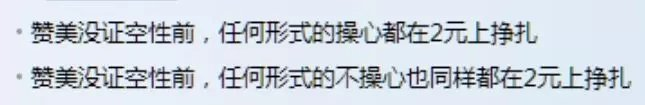 • 赞美没证空性前，任何形式的操心都在2元上挣扎
• 赞美没证空性前，任何形式的不操心也同样都在2元上挣扎